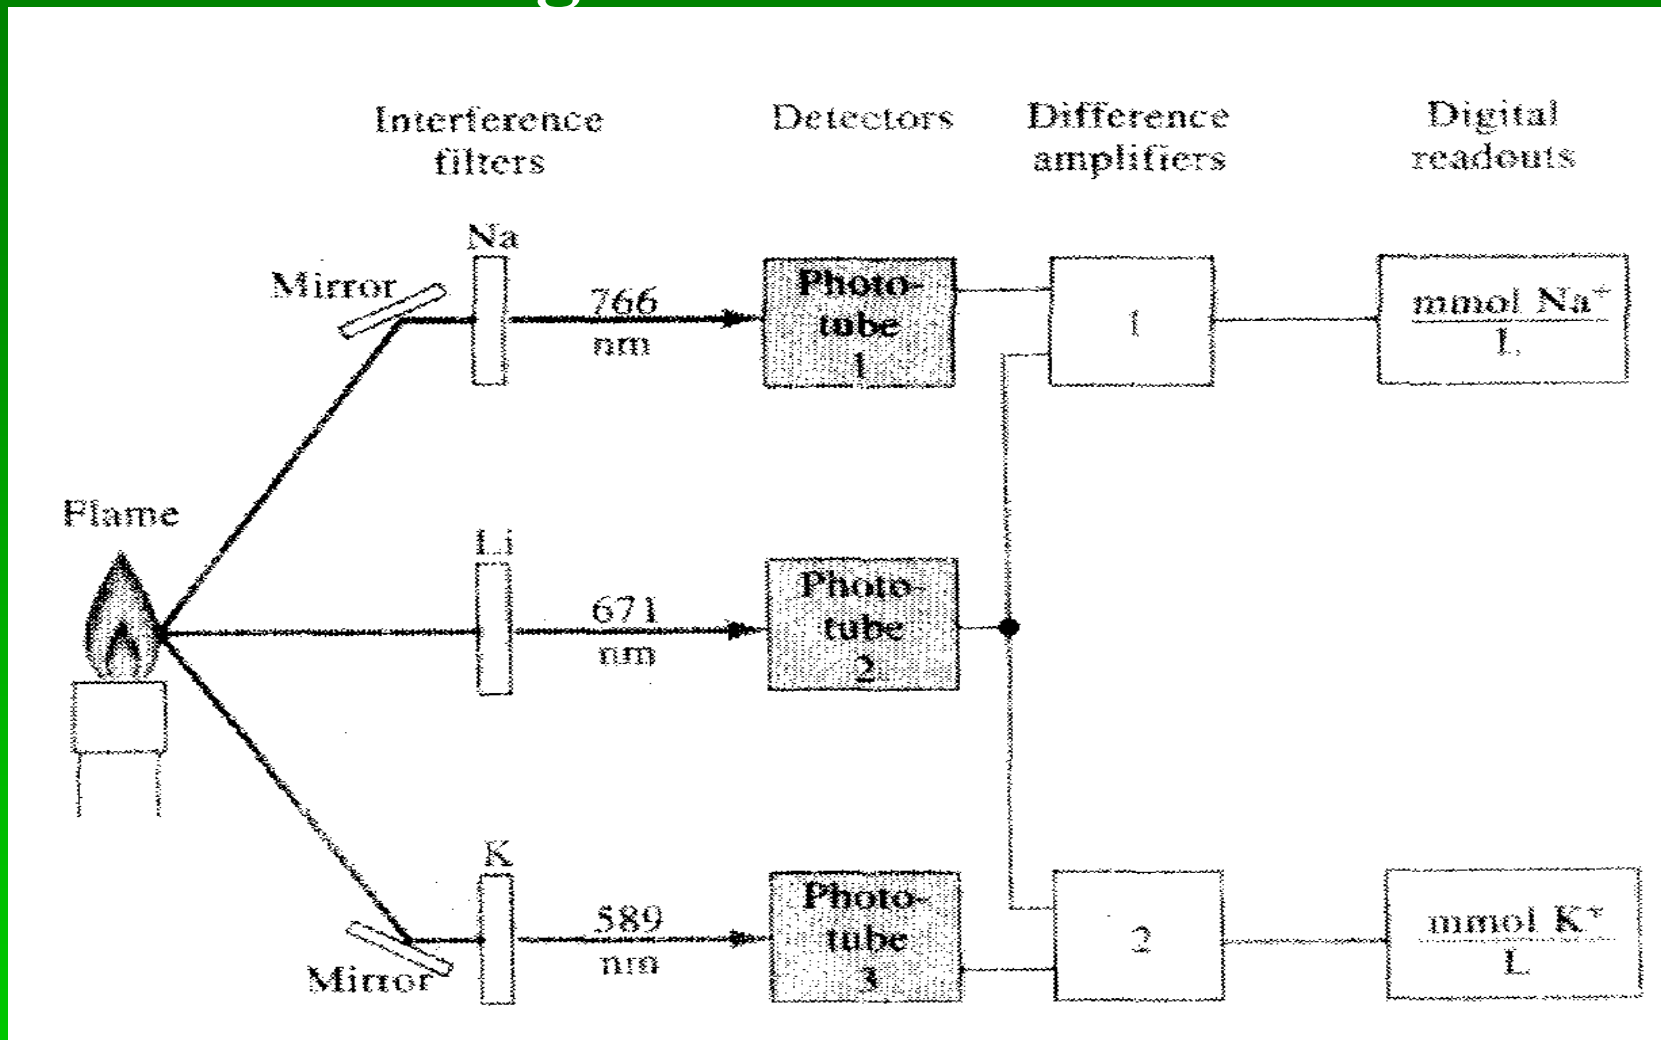 Interference
filters
Detectors
Difference
amplifiers
Digital
readouts
Na
Mirror
766
nm
Photo-
tube
1
1
mmol Na+
L
Flame
Li
671
nm
Photo-
tube
2
K
Mirror
589
nm
Photo-
tube
3
2
mmol K+
L